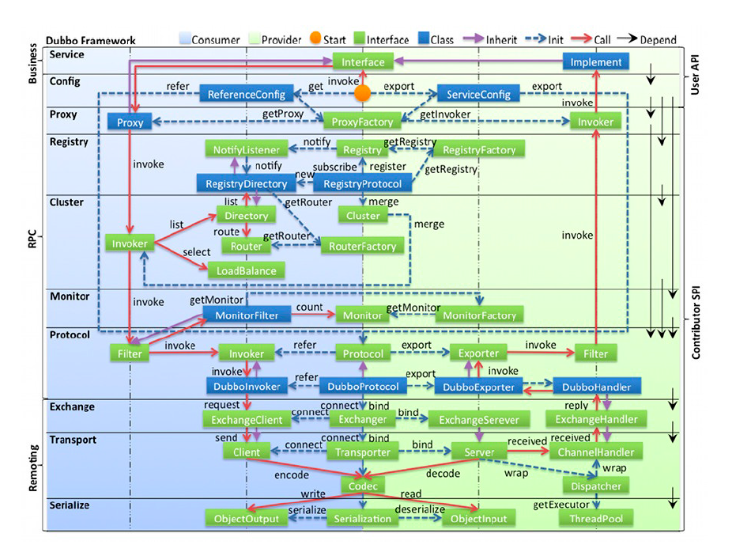 Dubbo Framework Consumer Provider Start Interface Class Inherit Init Call Depend
Business
Service
Interface
Implement
User API
Config
invoke
refer
ReferenceConfig
get
export
ServiceConfig
export
invoke
Proxy
Proxy
getProxy
ProxyFactory
getInvoker
Invoker
RPC
Registry
NotifyListener
notify
Registry
getRegistry
RegistryFactory
invoke
notify
subscribe
register
getRegistry
RegistryDirectory
new
RegistryProtocol
Cluster
list
getRouter
merge
Directory
Cluster
list
merge
Invoker
route
getRouter
Router
RouterFactory
invoke
select
LoadBalance
Contributor SPI
Monitor
invoke
getMonitor
MonitorFilter
count
Monitor
getMonitor
MonitorFactory
Protocol
Filter
invoke
Invoker
refer
Protocol
export
Exporter
invoke
Filter
invoke
invoke
DubboInvoker
refer
DubboProtocol
export
DubboExporter
DubboHandler
Remoting
Exchange
request
connect
bind
reply
ExchangeClient
connect
Exchanger
bind
ExchangeSerever
ExchangeHandler
Transport
send
connect
bind
received
received
Client
connect
Transporter
bind
Server
ChannelHandler
encode
decode
wrap
wrap
Codec
Dispatcher
write
read
Serialize
getExecutor
ObjectOutput
serialize
Serialization
deserialize
ObjectInput
ThreadPool